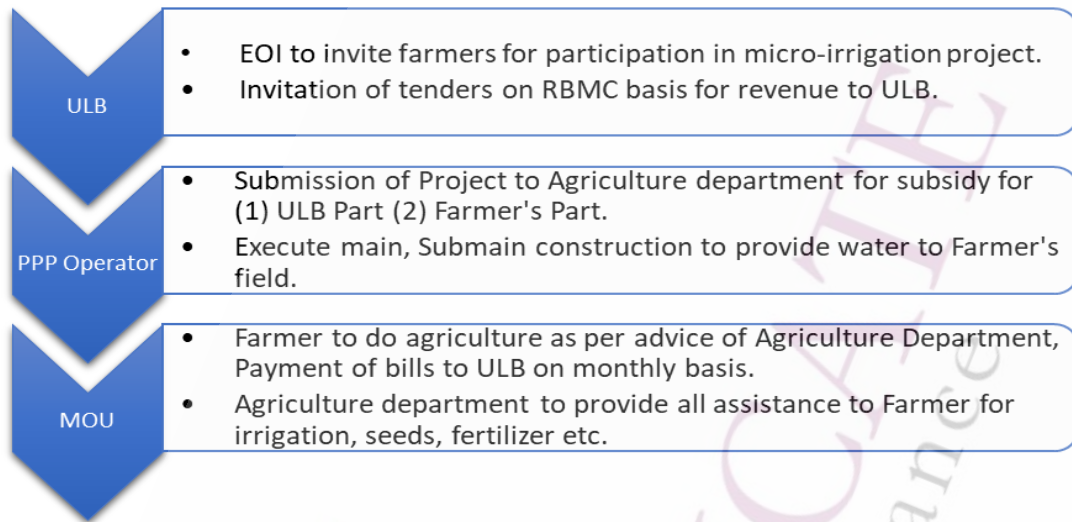 ULB
• EOI to invite farmers for participation in micro-irrigation project.
• Invitation of tenders on RBMC basis for revenue to ULB.
PPP Operator
• Submission of Project to Agriculture department for subsidy for
(1) ULB Part (2) Farmer's Part.
• Execute main, Submain construction to provide water to Farmer's
field.
MOU
• Farmer to do agriculture as per advice of Agriculture Department,
Payment of bills to ULB on monthly basis.
• Agriculture department to provide all assistance to Farmer for
irrigation, seeds, fertilizer etc.
CATE
ance